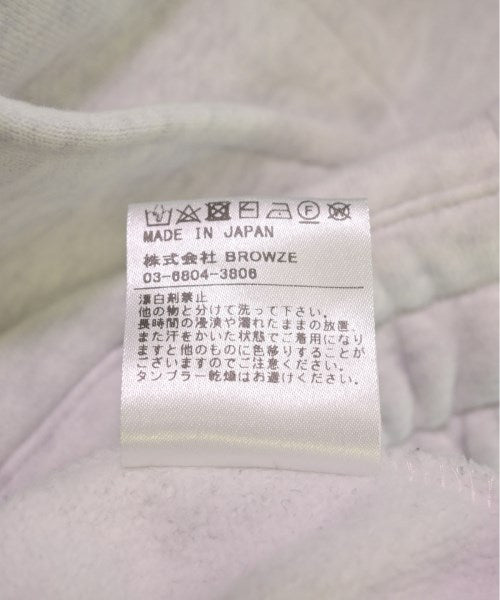 MADE IN JAPAN
株式会社 BROWZE
03-6804-3806
漂白剤禁止
他の物と分けて洗って下さい。
長時間の浸漬や濡れたままの放置、
また汗をかいた状態でご着用になり
ますと他のものに色移りすることが
ございますのでご注意ください。
タンブラー乾燥はお避けください。